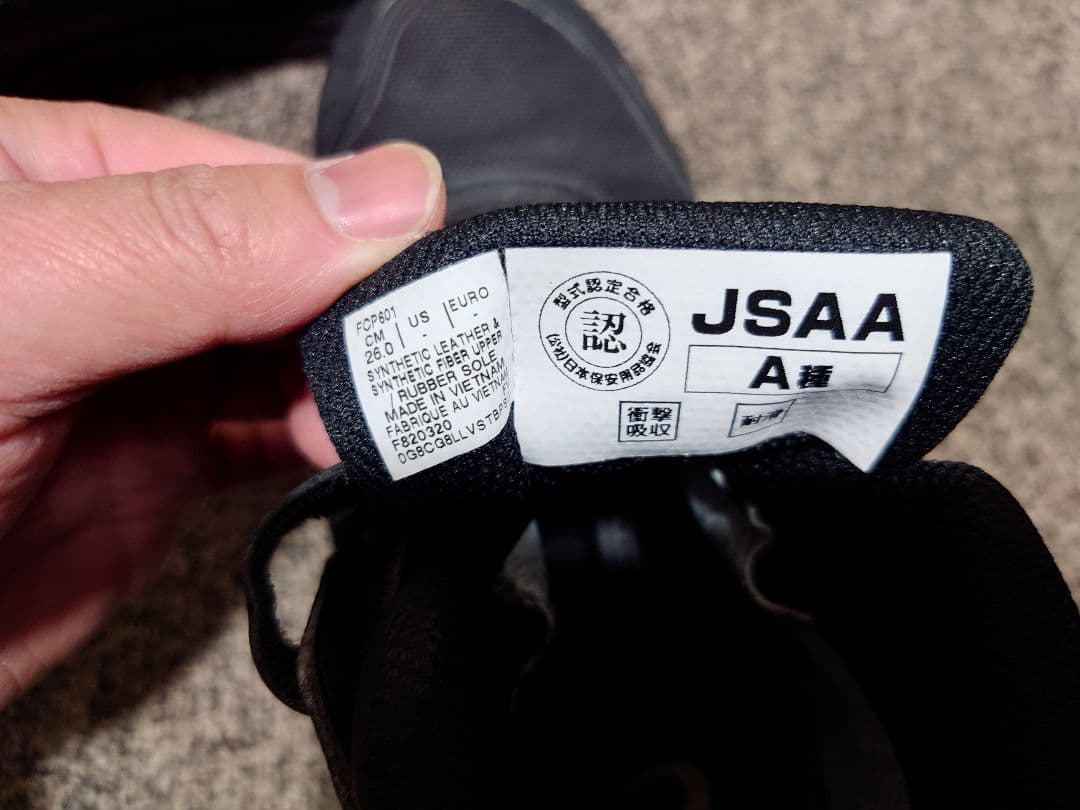 FCP601
CM | US | EURO
26.0 - -
SYNTHETIC LEATHER &
SYNTHETIC FIBER UPPER
/ RUBBER SOLE
MADE IN VIETNAM /
FABRIQUE AU VIETNAM
F820320
型式認定合格
認
(公社)日本保安用品協会
JSAA
A種
衝撃
吸収
耐滑